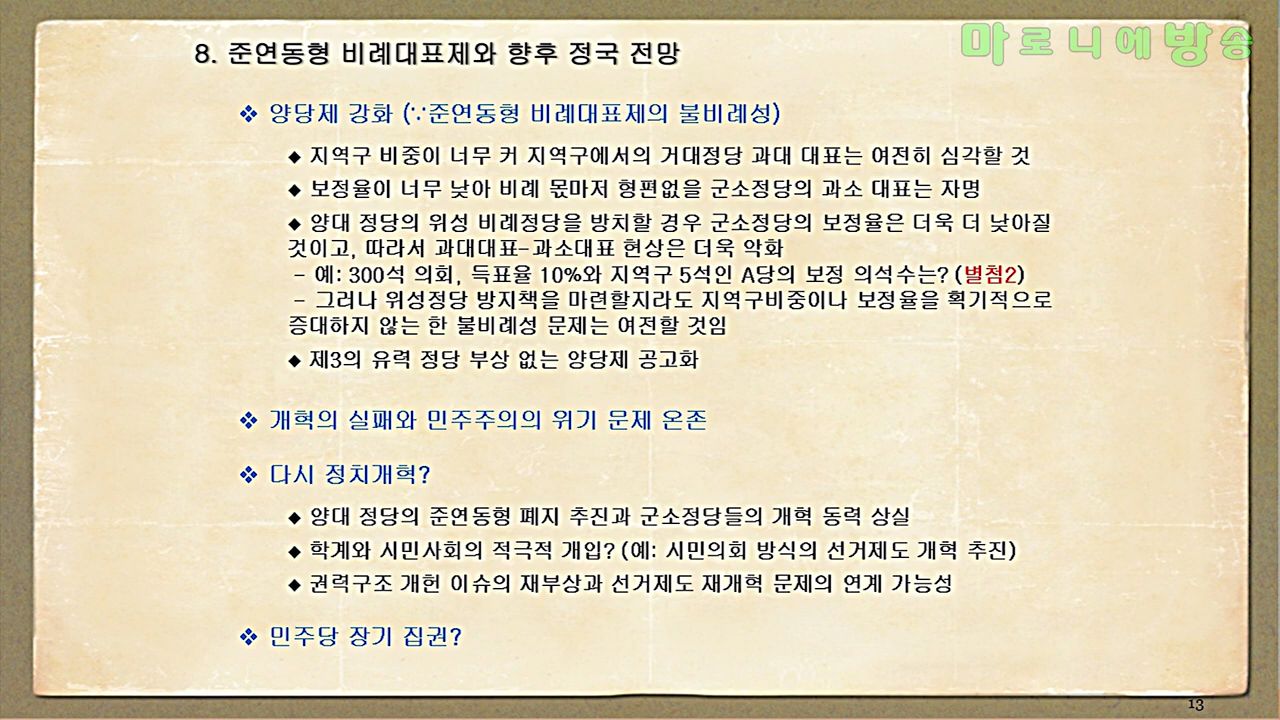 마로니에방송
8. 준연동형 비례대표제와 향후 정국 전망
❖ 양당제 강화 (∵준연동형 비례대표제의 불비례성)
◆ 지역구 비중이 너무 커 지역구에서의 거대정당 과대 대표는 여전히 심각할 것
◆ 보정율이 너무 낮아 비례 몫마저 형편없을 군소정당의 과소 대표는 자명
◆ 양대 정당의 위성 비례정당을 방치할 경우 군소정당의 보정율은 더욱 더 낮아질
것이고, 따라서 과대대표-과소대표 현상은 더욱 악화
- 예: 300석 의회, 득표율 10%와 지역구 5석인 A당의 보정 의석수는? (별첨2)
- 그러나 위성정당 방지책을 마련할지라도 지역구비중이나 보정율을 획기적으로
증대하지 않는 한 불비례성 문제는 여전할 것임
◆ 제3의 유력 정당 부상 없는 양당제 공고화
❖ 개혁의 실패와 민주주의의 위기 문제 온존
❖ 다시 정치개혁?
◆ 양대 정당의 준연동형 폐지 추진과 군소정당들의 개혁 동력 상실
◆ 학계와 시민사회의 적극적 개입? (예: 시민의회 방식의 선거제도 개혁 추진)
◆ 권력구조 개헌 이슈의 재부상과 선거제도 재개혁 문제의 연계 가능성
❖ 민주당 장기 집권?
13